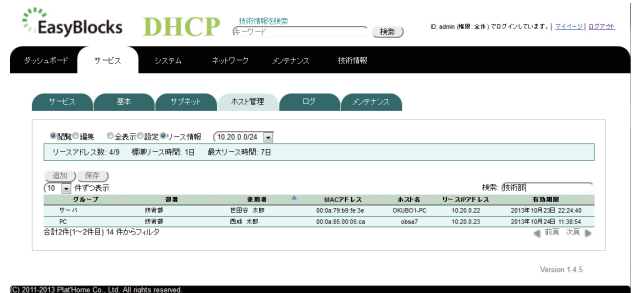 EasyBlocks DHCP
技術情報を検索
キーワード 検索
ID: admin (権限: 全体) でログインしています。| マイページ| ログアウト
ダッシュボード サービス システム ネットワーク メンテナンス 技術情報
サービス 基本 サブネット ホスト管理 ログ メンテナンス
閲覧 編集 全表示 設定 リース情報 (10.20.0.0/24
リースアドレス数: 4/9 標準リース時間: 1日 最大リース時間: 7日
追加 保存
10 件ずつ表示 検索: 技術部
グループ 部署 使用者 MACアドレス ホスト名 リースIPアドレス 有効期限
サーバ 技術部 世田谷 太郎 00:0a:79:b9:fe:3e OKUBO1-PC 10.20.0.22 2013年10月23日 22:24:40
PC 技術部 西城 太郎 00:0a:85:00:05:ca obsa7 10.20.0.23 2013年10月24日 11:38:54
合計2件(1~2件目) 14 件からフィルタ 前頁 次頁
Version 1.4.5
(C) 2011-2013 Plat'Home Co., Ltd. All rights reserved.